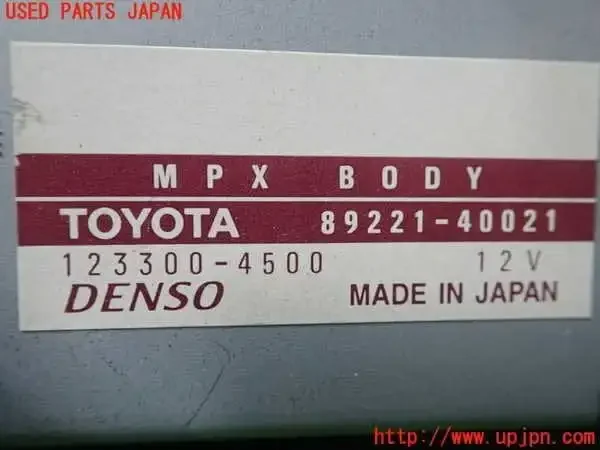 USED PARTS JAPAN
MPX BODY
TOYOTA 89221-40021
123300-4500 12V
DENSO MADE IN JAPAN
http://www.upjpn.com/